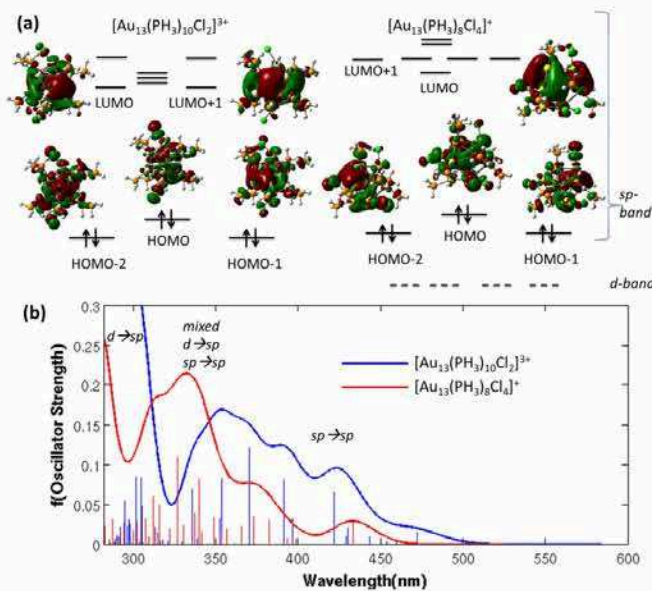 (a)
[Au13(PH3)10Cl2]3+
[Au13(PH3)8Cl4]+
LUMO
LUMO+1
LUMO+1
LUMO
HOMO-2
HOMO
HOMO-1
HOMO-2
HOMO
HOMO-1
sp-
band
d-band
(b)
f(Oscillator Strength)
0.3
0.25
0.2
0.15
0.1
0.05
0
d→sp
mixed
d→sp
sp→sp
sp→sp
[Au13(PH3)10Cl2]3+
[Au13(PH3)8Cl4]+
300
350
400
450
500
550
600
Wavelength(nm)